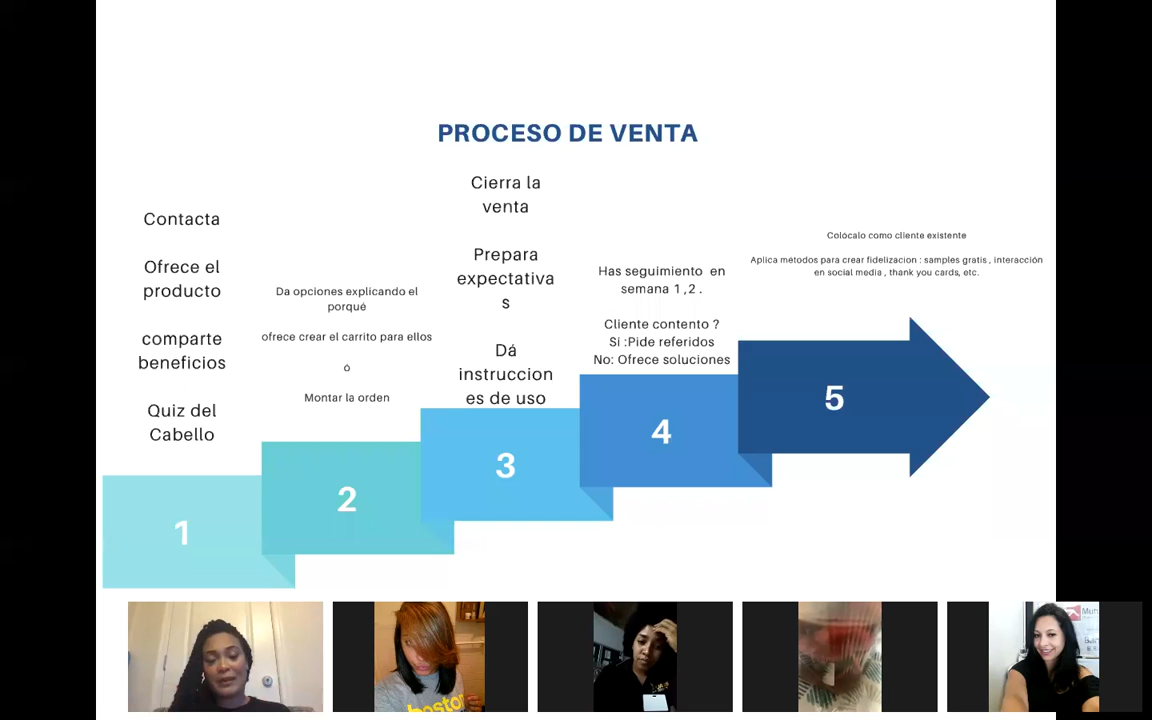 PROCESO DE VENTA
Contacta
Ofrece el
producto
comparte
beneficios
Quiz del
Cabello
1
Da opciones explicando el
porqué
ofrece crear el carrito para ellos
ó
Montar la orden
2
Cierra la
venta
Prepara
expectativa
s
Dá
instruccion
es de uso
3
Has seguimiento en
semana 1 ,2 .
Cliente contento ?
Si :Pide referidos
No: Ofrece soluciones
4
Colócalo como cliente existente
Aplica métodos para crear fidelizacion : samples gratis , interacción
en social media , thank you cards, etc.
5
boston